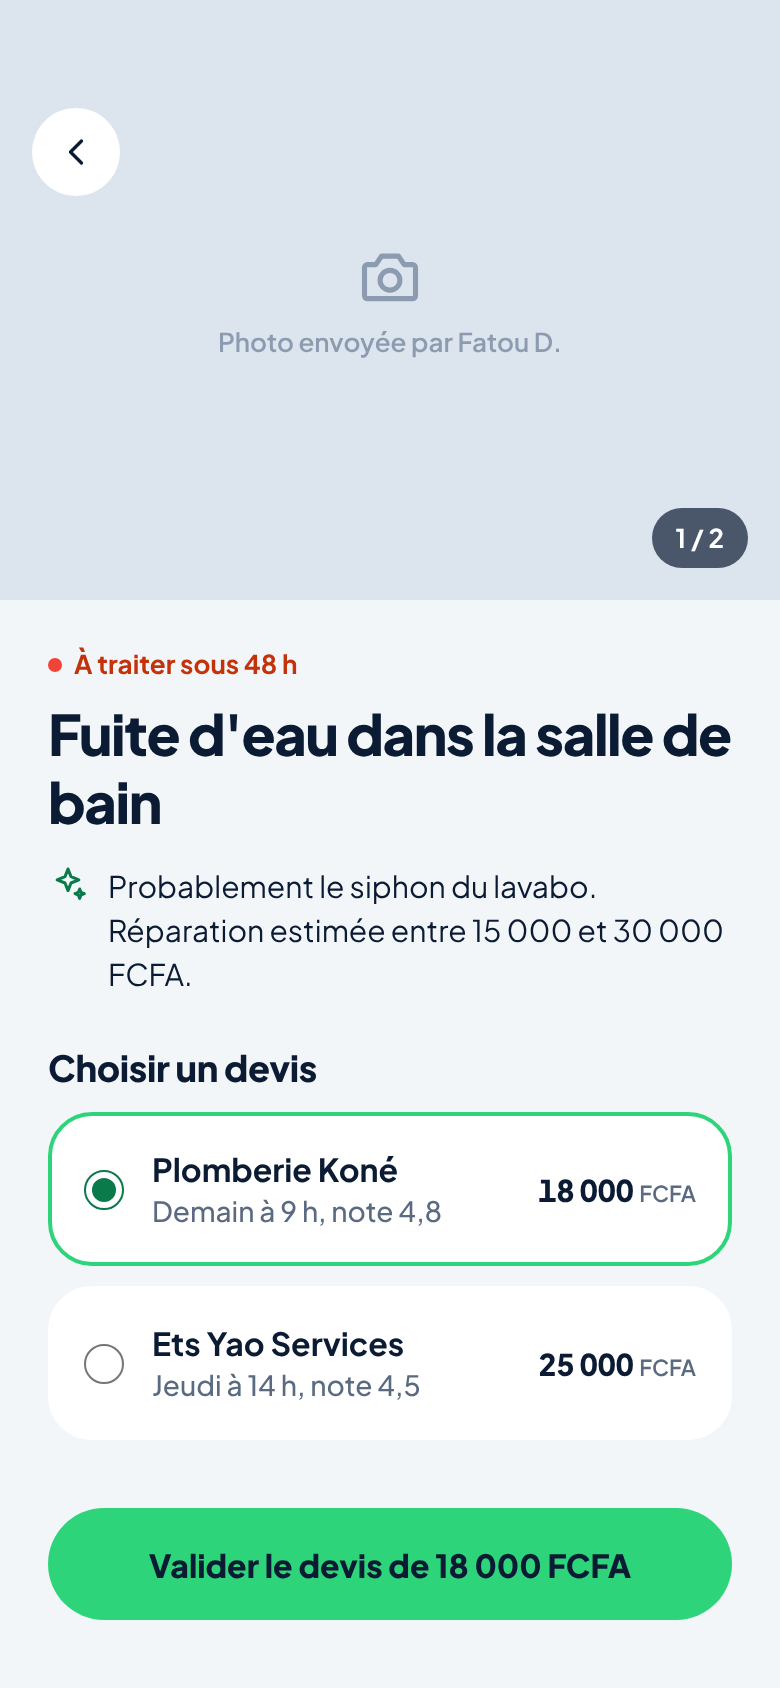 Photo envoyée par Fatou D.
1 / 2
À traiter sous 48 h
Fuite d'eau dans la salle de
bain
Probablement le siphon du lavabo.
Réparation estimée entre 15 000 et 30 000
FCFA.
Choisir un devis
Plomberie Koné
Demain à 9 h, note 4,8
18 000 FCFA
Ets Yao Services
Jeudi à 14 h, note 4,5
25 000 FCFA
Valider le devis de 18 000 FCFA